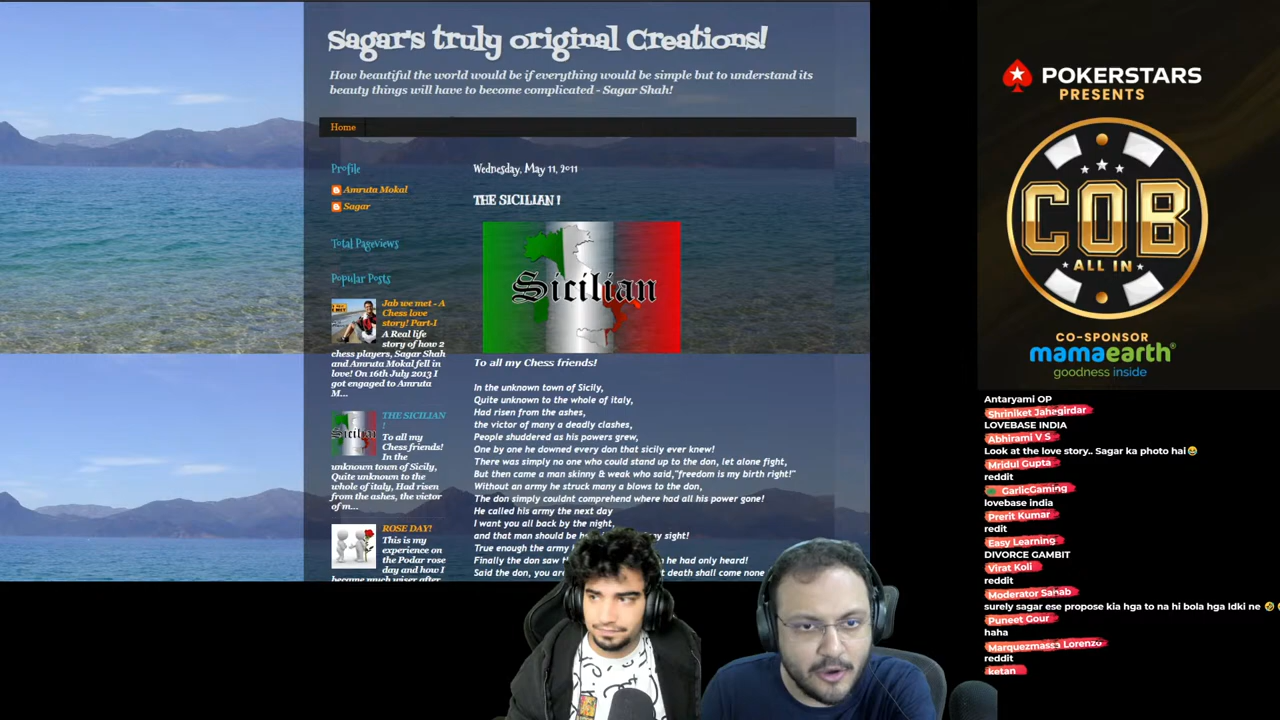 Sagar's truly original Creations!
How beautiful the world would be if everything would be simple but to understand its
beauty things will have to become complicated - Sagar Shah!
Home
Profile
Amruta Mokal
Sagar
Total Pageviews
Popular Posts
Jab we met - A
Chess love
story! Part-I
A Real life
story of how 2
chess players, Sagar Shah
and Amruta Mokal fell in
love! On 16th July 2013 I
got engaged to Amruta
M...
THE SICILIAN
!
To all my
Chess friends!
In the
unknown town of Sicily,
Quite unknown to the
whole of italy, Had risen
from the ashes, the victor
of m...
ROSE DAY!
This is my
experience on
the Podar rose
day and how I
became much wiser after
Wednesday, May 11, 2011
THE SICILIAN !
Sicilian
To all my Chess friends!
In the unknown town of Sicily,
Quite unknown to the whole of italy,
Had risen from the ashes,
the victor of many a deadly clashes,
People shuddered as his powers grew,
One by one he downed every don that sicily ever knew!
There was simply no one who could stand up to the don, let alone fight,
But then came a man skinny & weak who said,"freedom is my birth right!"
Without an army he struck many a blows to the don,
The don simply couldnt comprehend where had all his power gone!
He called his army the next day
I want you all back by the night,
and that man should be my sight!
True enough the army
Finally the don saw he had only heard!
Said the don, you are death shall come none
POKERSTARS
PRESENTS
COB
ALL IN
CO-SPONSOR
mamaearth®
goodness inside
Antaryami OP
Shriniket Jahagirdar
LOVEBASE INDIA
Abhirami V S
Look at the love story.. Sagar ka photo hai😂
Mridul Gupta
reddit
GarlicGaming
lovebase india
Prerit Kumar
redit
Easy Learning
DIVORCE GAMBIT
Virat Koli
reddit
Moderator Sahab
surely sagar ese propose kia hga to na hi bola hga ldki ne 🤣
Puneet Gour
haha
Marquezmassa Lorenzo
reddit
ketan